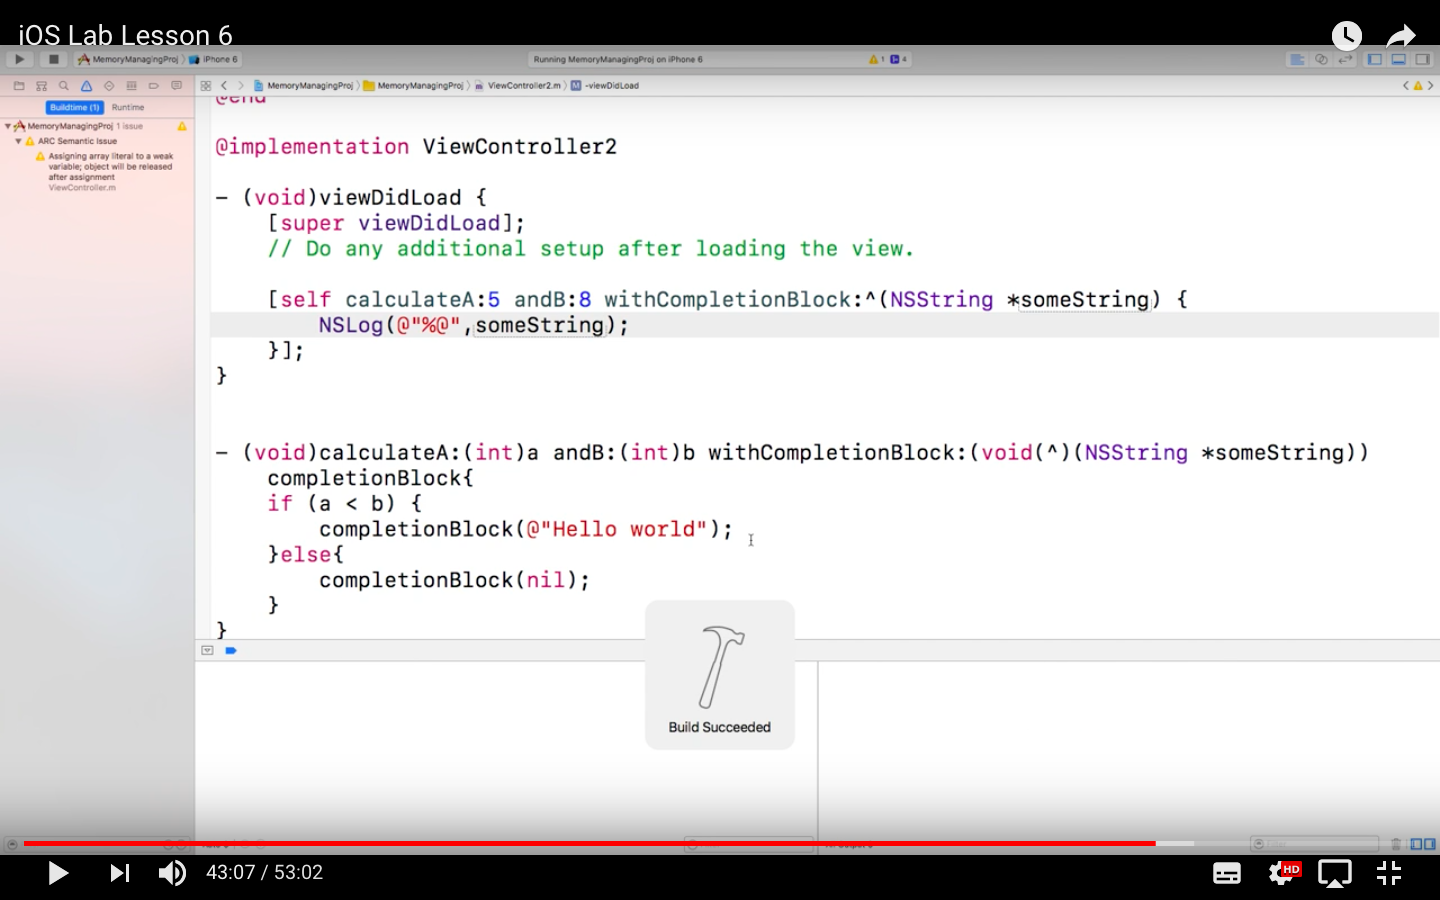 iOS Lab Lesson 6
MemoryManagingProj iPhone 6
Running MemoryManagingProj on iPhone 6
1 4
MemoryManagingProj MemoryManagingProj ViewController2.m M -viewDidLoad
Buildtime (1) Runtime
MemoryManagingProj 1 issue
ARC Semantic Issue
Assigning array literal to a weak
variable; object will be released
after assignment
ViewController.m
@end
@implementation ViewController2
- (void)viewDidLoad {
[super viewDidLoad];
// Do any additional setup after loading the view.
[self calculateA:5 andB:8 withCompletionBlock:^(NSString *someString) {
NSLog(@"%@",someString);
}];
}
- (void)calculateA:(int)a andB:(int)b withCompletionBlock:(void(^)(NSString *someString))
completionBlock{
if (a < b) {
completionBlock(@"Hello world");
}else{
completionBlock(nil);
}
}
Build Succeeded
43:07 / 53:02
HD